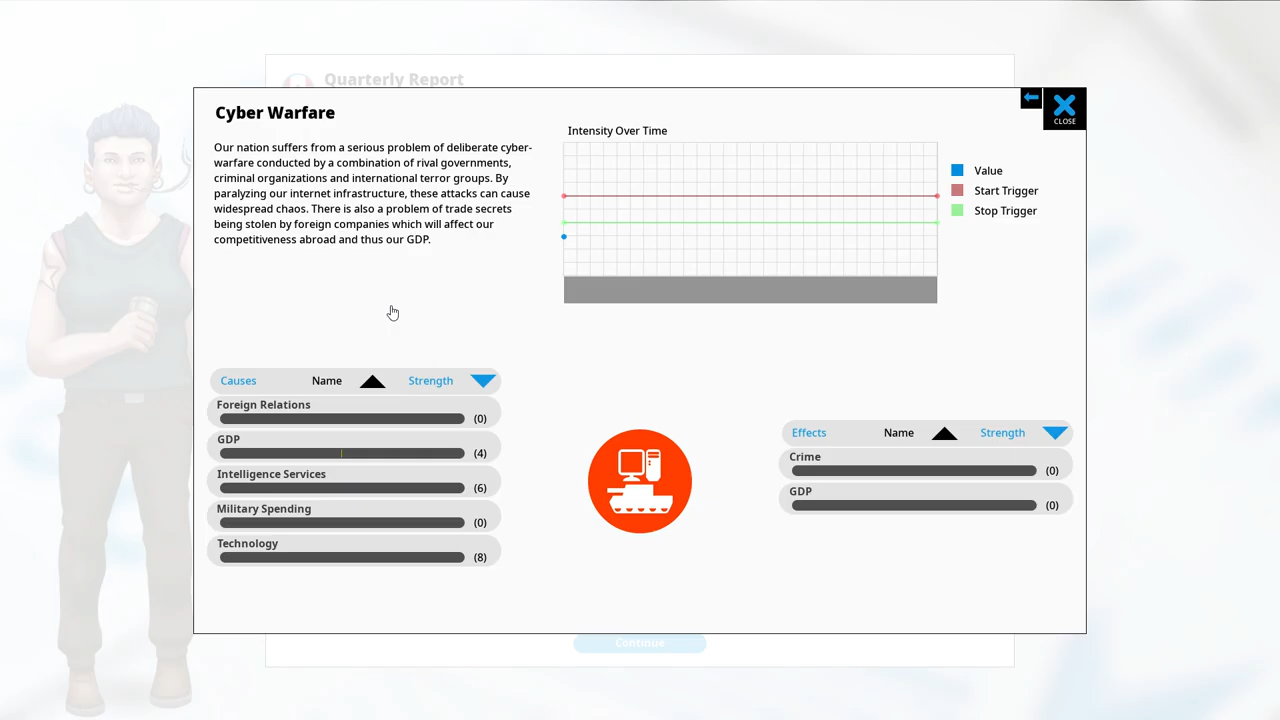 Quarterly Report
Cyber Warfare
CLOSE
Our nation suffers from a serious problem of deliberate cyber-
warfare conducted by a combination of rival governments,
criminal organizations and international terror groups. By
paralyzing our internet infrastructure, these attacks can cause
widespread chaos. There is also a problem of trade secrets
being stolen by foreign companies which will affect our
competitiveness abroad and thus our GDP.
Intensity Over Time
Value
Start Trigger
Stop Trigger
Causes Name Strength
Foreign Relations
(0)
GDP
(4)
Intelligence Services
(6)
Military Spending
(0)
Technology
(8)
Effects Name Strength
Crime
(0)
GDP
(0)
Continue